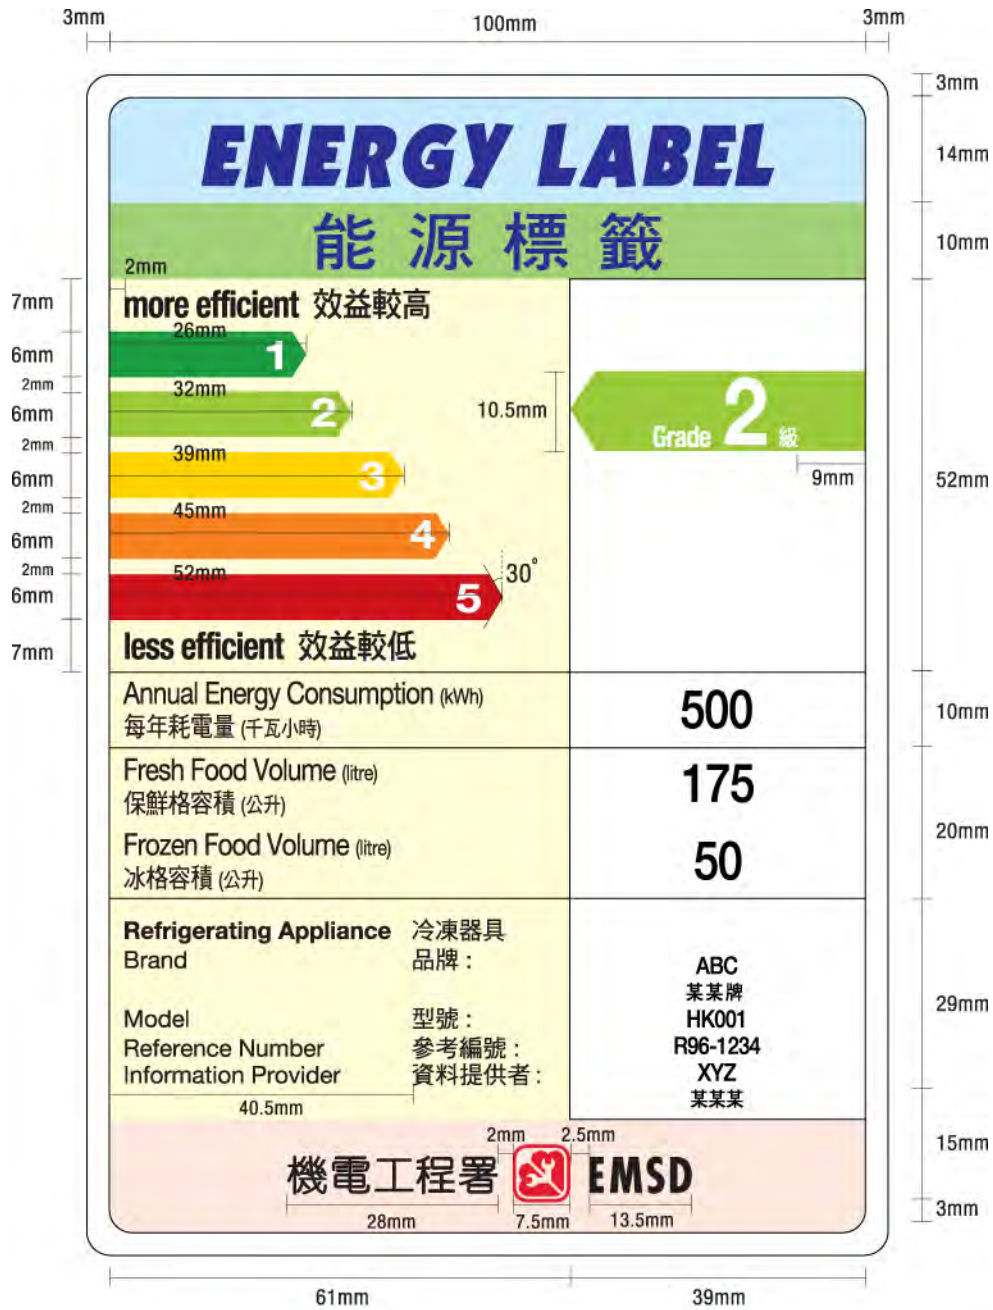 3mm
100mm
3mm
3mm
ENERGY LABEL
14mm
能源標籤
10mm
2mm
7mm
more efficient 效益較高
26mm
6mm
1
2mm
32mm
6mm
2
10.5mm
Grade 2 級
2mm
39mm
6mm
3
9mm
52mm
2mm
45mm
6mm
4
2mm
52mm
30°
6mm
5
7mm
less efficient 效益較低
Annual Energy Consumption (kWh)
每年耗電量 (千瓦小時)
500
10mm
Fresh Food Volume (litre)
保鮮格容積 (公升)
175
20mm
Frozen Food Volume (litre)
冰格容積 (公升)
50
Refrigerating Appliance 冷凍器具
Brand 品牌 :
ABC
某某牌
29mm
Model 型號 :
HK001
Reference Number 參考編號 :
R96-1234
Information Provider 資料提供者 :
XYZ
某某某
40.5mm
2mm
2.5mm
15mm
機電工程署 EMSD
3mm
28mm
7.5mm
13.5mm
61mm
39mm